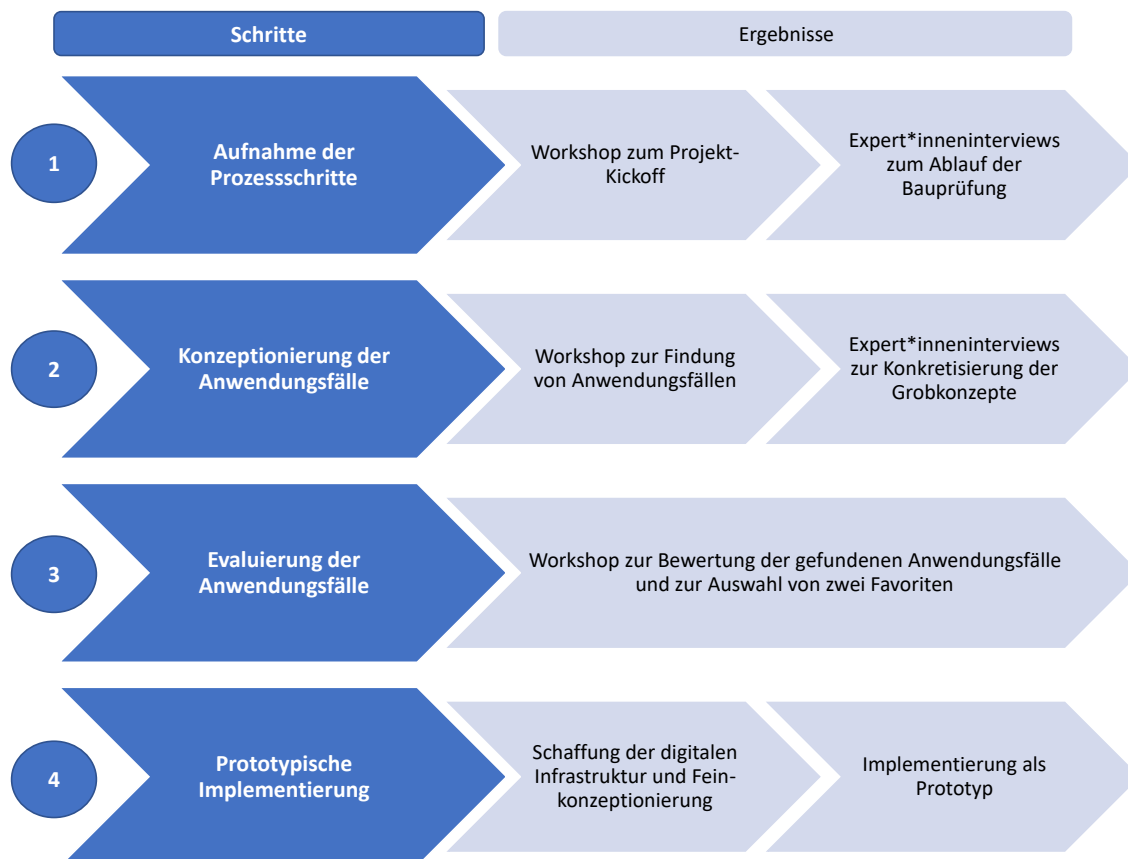 Schritte
Ergebnisse
1
Aufnahme der
Prozessschritte
Workshop zum Projekt-
Kickoff
Expert*inneninterviews
zum Ablauf der
Bauprüfung
2
Konzeptionierung der
Anwendungsfälle
Workshop zur Findung
von Anwendungsfällen
Expert*inneninterviews
zur Konkretisierung der
Grobkonzepte
3
Evaluierung der
Anwendungsfälle
Workshop zur Bewertung der gefundenen Anwendungsfälle
und zur Auswahl von zwei Favoriten
4
Prototypische
Implementierung
Schaffung der digitalen
Infrastruktur und Fein-
konzeptionierung
Implementierung als
Prototyp